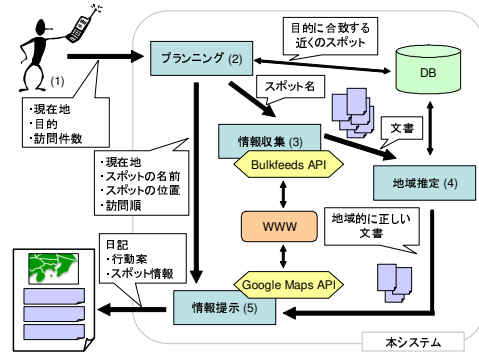 (1)
・現在地
・目的
・訪問件数
プランニング (2)
目的に合致する
近くのスポット
DB
スポット名
情報収集 (3)
Bulkfeeds API
文書
地域推定 (4)
・現在地
・スポットの名前
・スポットの位置
・訪問順
WWW
地域的に正しい
文書
日記
・行動案
・スポット情報
Google Maps API
情報提示 (5)
本システム